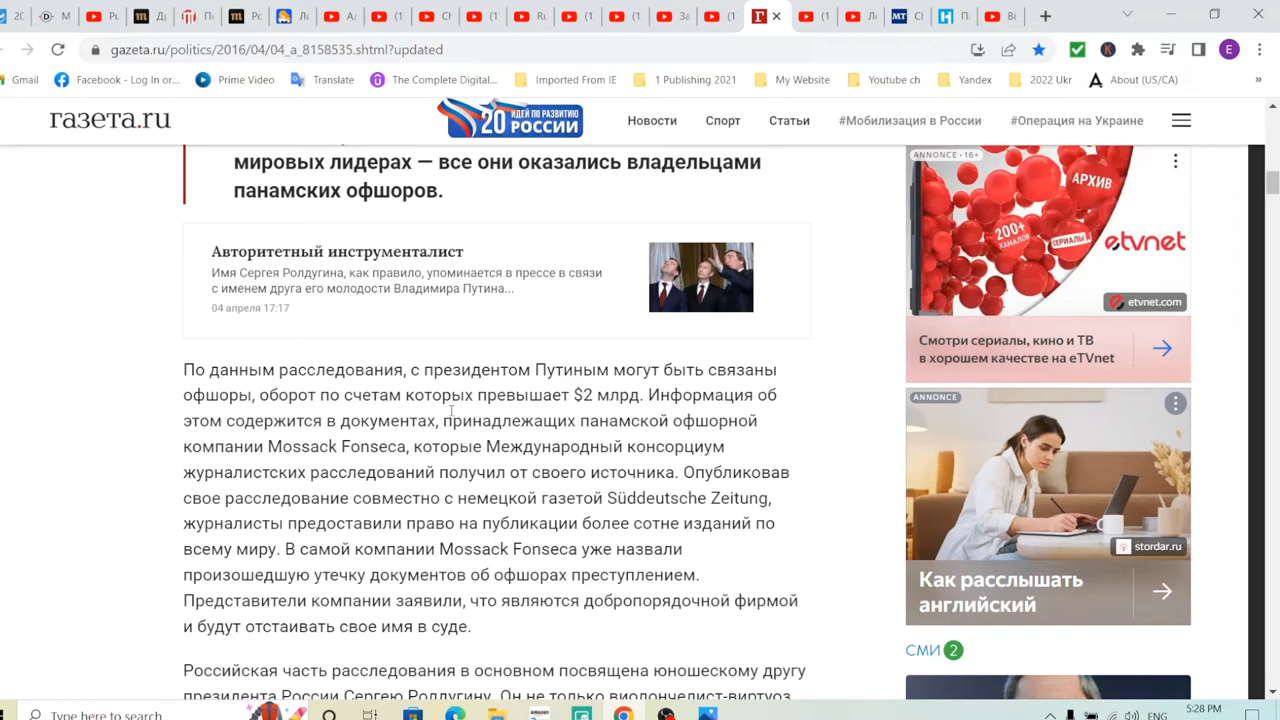 gazeta.ru/politics/2016/04/04_a_8158535.shtml?updated
E
Gmail
Facebook - Log In or...
Prime Video
Translate
The Complete Digital...
Imported From IE
1 Publishing 2021
My Website
Youtube ch
Yandex
2022 Ukr
About (US/CA)
»
газета.ru
20 ИДЕЙ ПО РАЗВИТИЮ РОССИИ
Новости
Спорт
Статьи
#Мобилизация в России
#Операция на Украине
мировых лидерах — все они оказались владельцами
панамских офшоров.
Авторитетный инструменталист
Имя Сергея Ролдугина, как правило, упоминается в прессе в связи
с именем друга его молодости Владимира Путина...
04 апреля 17:17
По данным расследования, с президентом Путиным могут быть связаны
офшоры, оборот по счетам которых превышает $2 млрд. Информация об
этом содержится в документах, принадлежащих панамской офшорной
компании Mossack Fonseca, которые Международный консорциум
журналистских расследований получил от своего источника. Опубликовав
свое расследование совместно с немецкой газетой Süddeutsche Zeitung,
журналисты предоставили право на публикации более сотне изданий по
всему миру. В самой компании Mossack Fonseca уже назвали
произошедшую утечку документов об офшорах преступлением.
Представители компании заявили, что являются добропорядочной фирмой
и будут отстаивать свое имя в суде.
Российская часть расследования в основном посвящена юношескому другу
президента России Сергею Ролдугину. Он не только виолончелист-виртуоз
ANNONCE • 16+
АРХИВ
200+
КАНАЛОВ
СЕРИАЛЫ
etvnet
etvnet.com
Смотри сериалы, кино и ТВ
в хорошем качестве на eTVnet
ANNONCE
stordar.ru
Как расслышать
английский
СМИ 2
Type here to search
5:28 PM